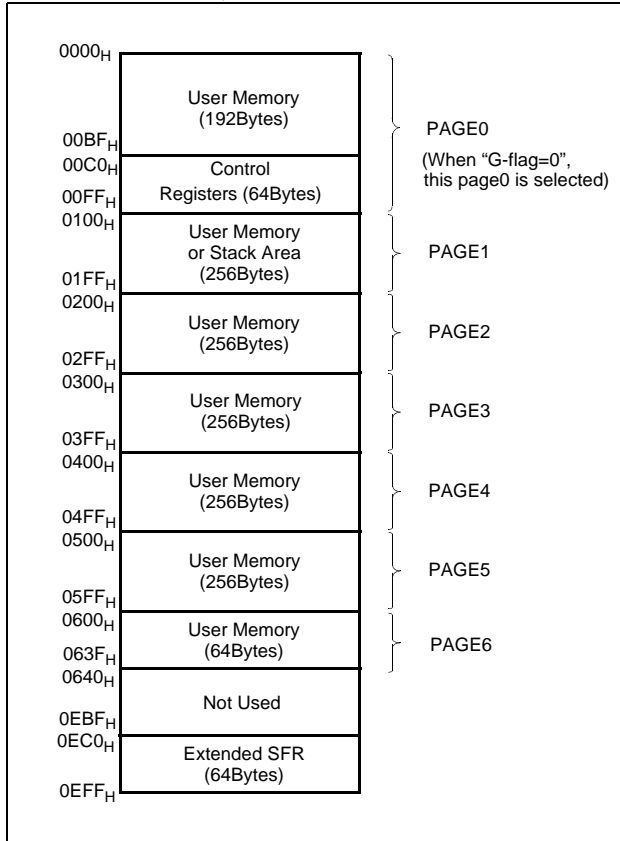 0000H
User Memory
(192Bytes)
00BFH
PAGE0
(When “G-flag=0”,
this page0 is selected)
00C0H
Control
Registers (64Bytes)
00FFH
0100H
User Memory
or Stack Area
(256Bytes)
PAGE1
01FFH
0200H
User Memory
(256Bytes)
PAGE2
02FFH
0300H
User Memory
(256Bytes)
PAGE3
03FFH
0400H
User Memory
(256Bytes)
PAGE4
04FFH
0500H
User Memory
(256Bytes)
PAGE5
05FFH
0600H
User Memory
(64Bytes)
PAGE6
063FH
0640H
Not Used
0EBFH
0EC0H
Extended SFR
(64Bytes)
0EFFH